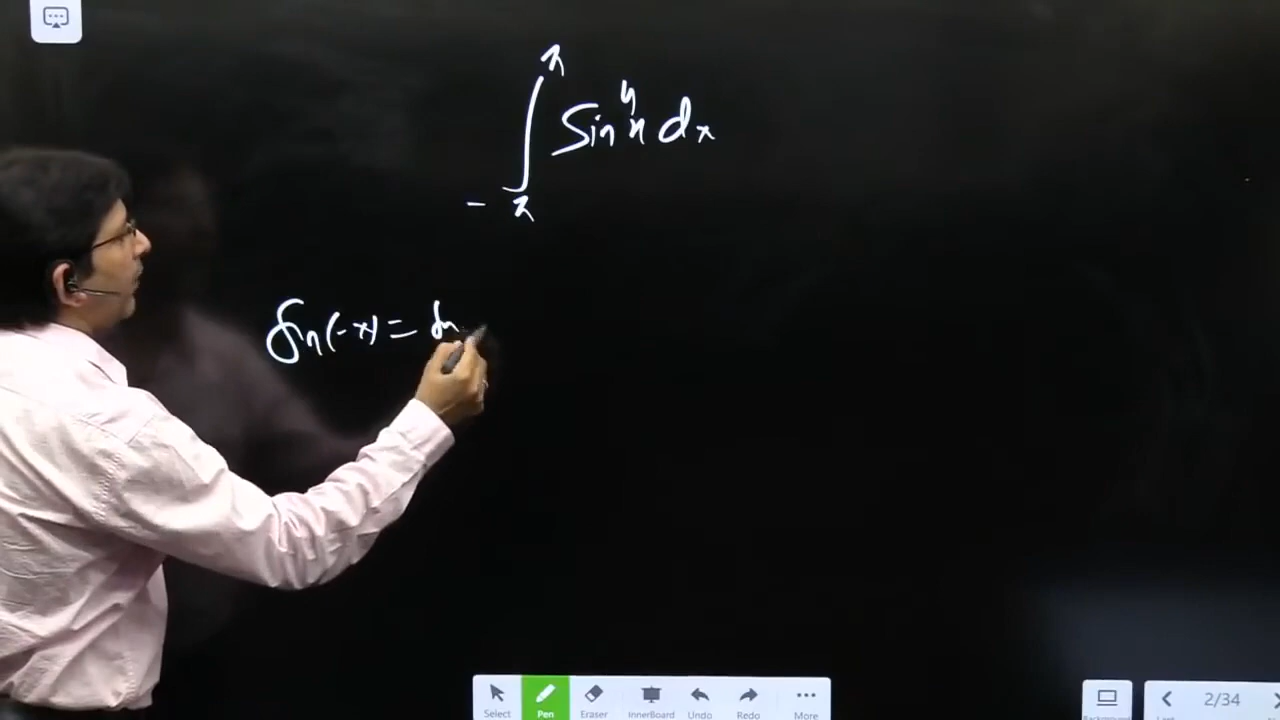 ∫_{-π}^{π} Sin⁴x dx
Sin(-x) = Sin
Select Pen Eraser InnerBoard Undo Redo More
2/34